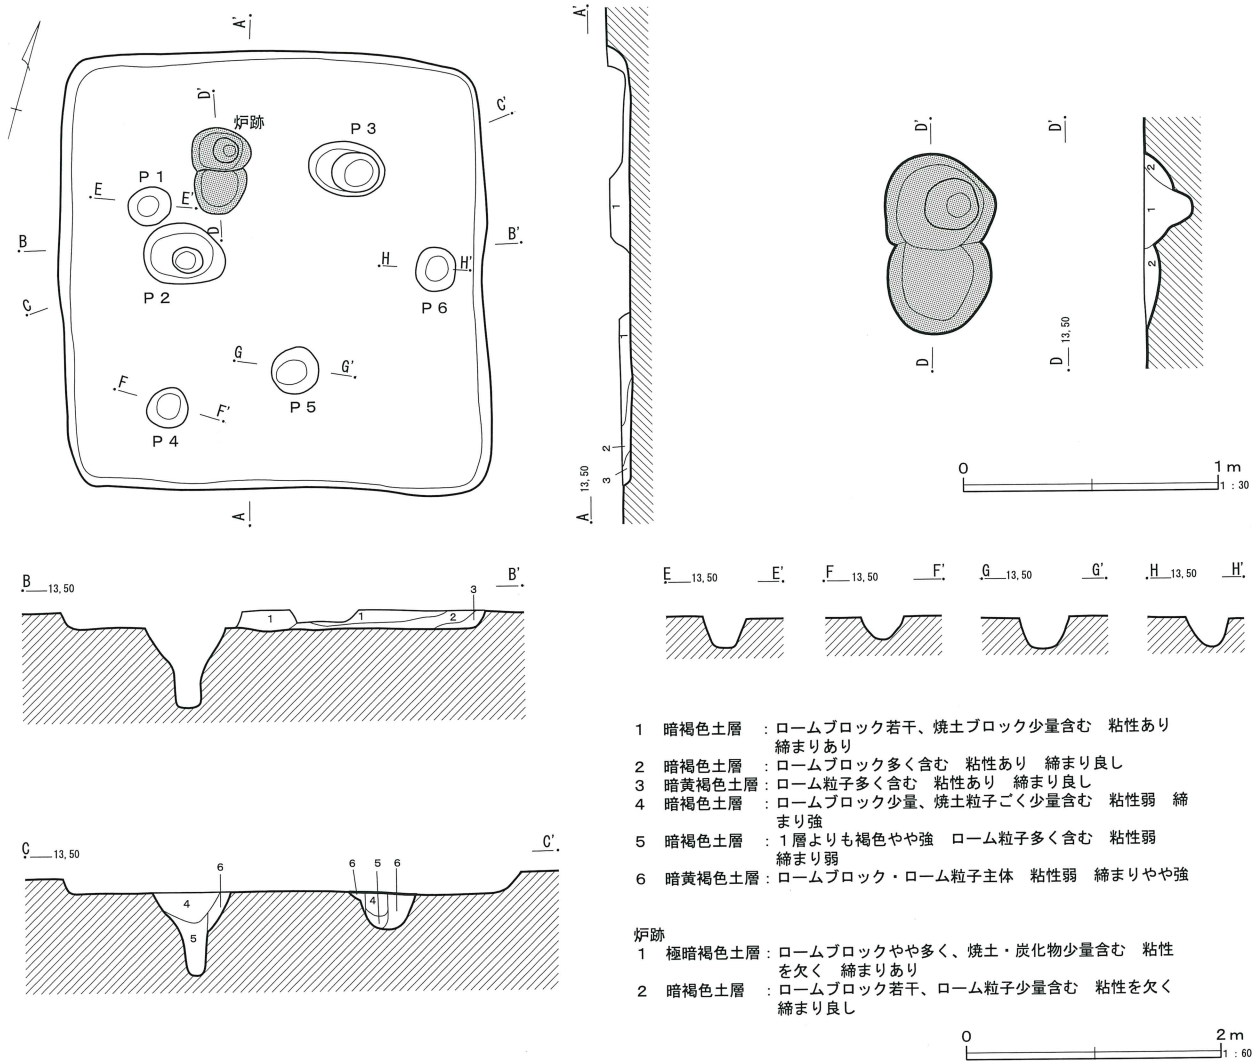 A'
D'
炉跡
C'
P3
P1
E
E'
D
B
B'
H
H'
P2
P6
C
G
G'
F
F'
P5
P4
A
A'
1
1
2
3
A 13,50
D'
D'
2
1
2
D
D 13,50
0 1m
1:30
B 13,50
B'
1
1
2
3
E 13,50 E'
F 13,50 F'
G 13,50 G'
H 13,50 H'
C 13,50
C'
4
5
6
6
5
6
4
1 暗褐色土層 :ロームブロック若干、焼土ブロック少量含む 粘性あり
締まりあり
2 暗褐色土層 :ロームブロック多く含む 粘性あり 締まり良し
3 暗黄褐色土層:ローム粒子多く含む 粘性あり 締まり良し
4 暗褐色土層 :ロームブロック少量、焼土粒子ごく少量含む 粘性弱 締
まり強
5 暗褐色土層 :1層よりも褐色やや強 ローム粒子多く含む 粘性弱
締まり弱
6 暗黄褐色土層:ロームブロック・ローム粒子主体 粘性弱 締まりやや強
炉跡
1 極暗褐色土層:ロームブロックやや多く、焼土・炭化物少量含む 粘性
を欠く 締まりあり
2 暗褐色土層 :ロームブロック若干、ローム粒子少量含む 粘性を欠く
締まり良し
0 2m
1:60